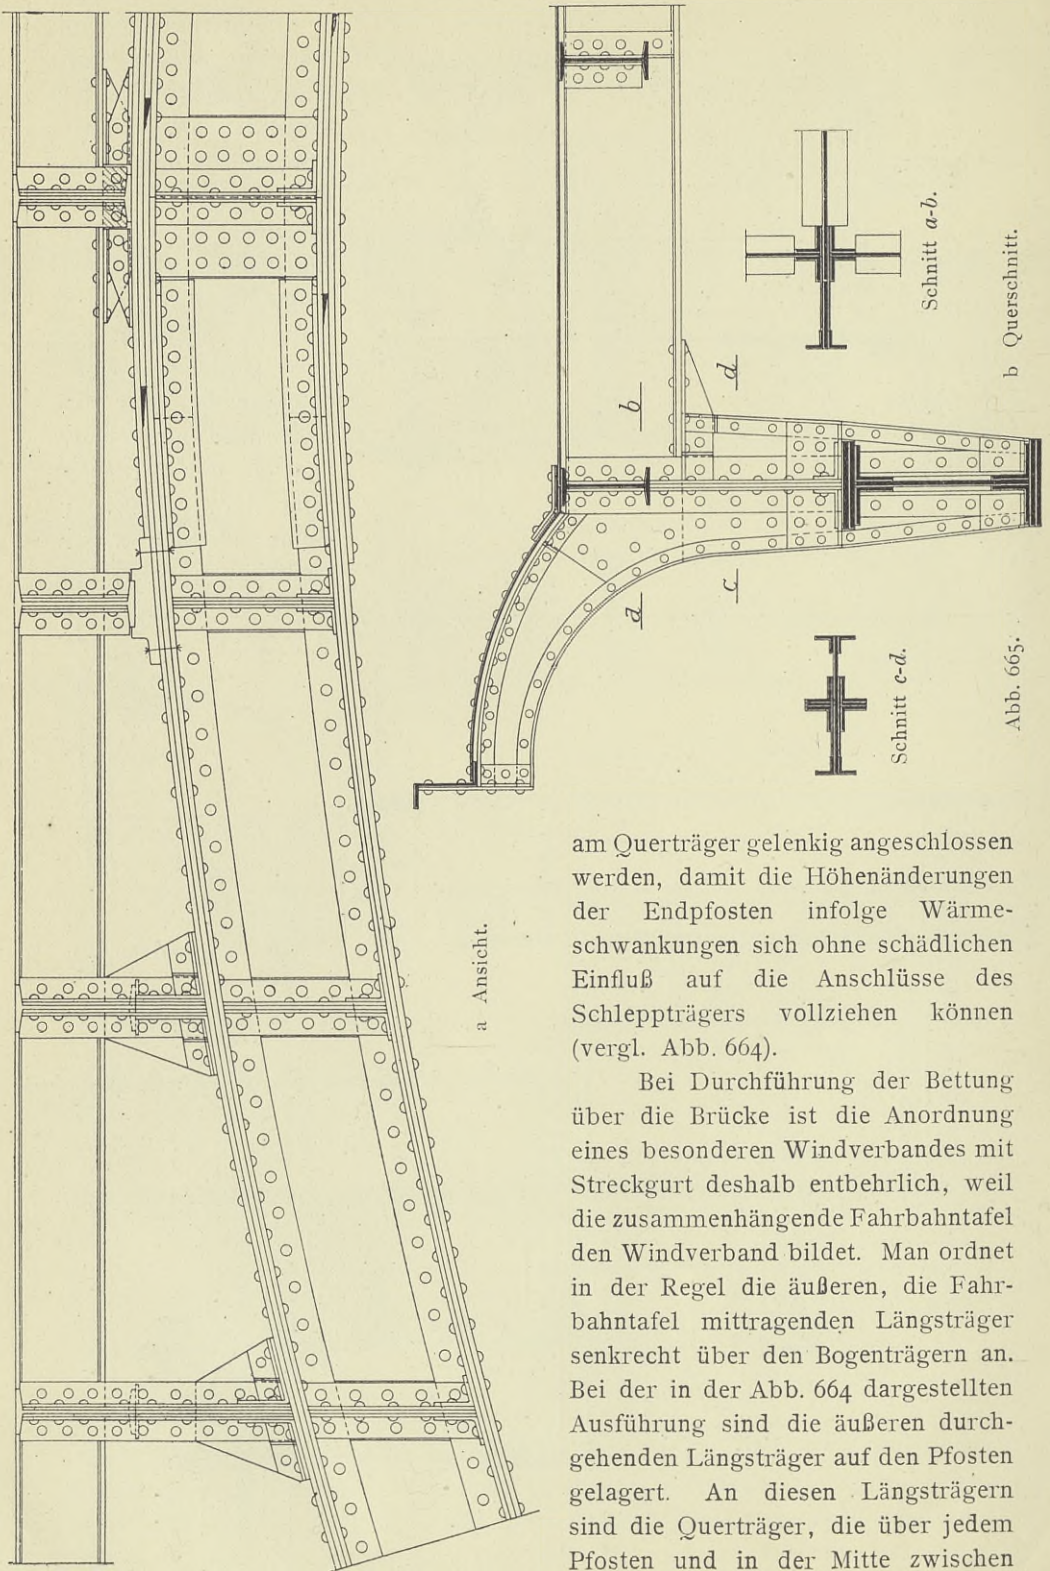 Schnitt a-b.
b Querschnitt.
b
d
d
c
Schnitt c-d.
Abb. 665.
a Ansicht.
am Querträger gelenkig angeschlossen
werden, damit die Höhenänderungen
der Endpfosten infolge Wärme-
schwankungen sich ohne schädlichen
Einfluß auf die Anschlüsse des
Schleppträgers vollziehen können
(vergl. Abb. 664).
Bei Durchführung der Bettung
über die Brücke ist die Anordnung
eines besonderen Windverbandes mit
Streckgurt deshalb entbehrlich, weil
die zusammenhängende Fahrbahntafel
den Windverband bildet. Man ordnet
in der Regel die äußeren, die Fahr-
bahntafel mittragenden Längsträger
senkrecht über den Bogenträgern an.
Bei der in der Abb. 664 dargestellten
Ausführung sind die äußeren durch-
gehenden Längsträger auf den Pfosten
gelagert. An diesen Längsträgern
sind die Querträger, die über jedem
Pfosten und in der Mitte zwischen